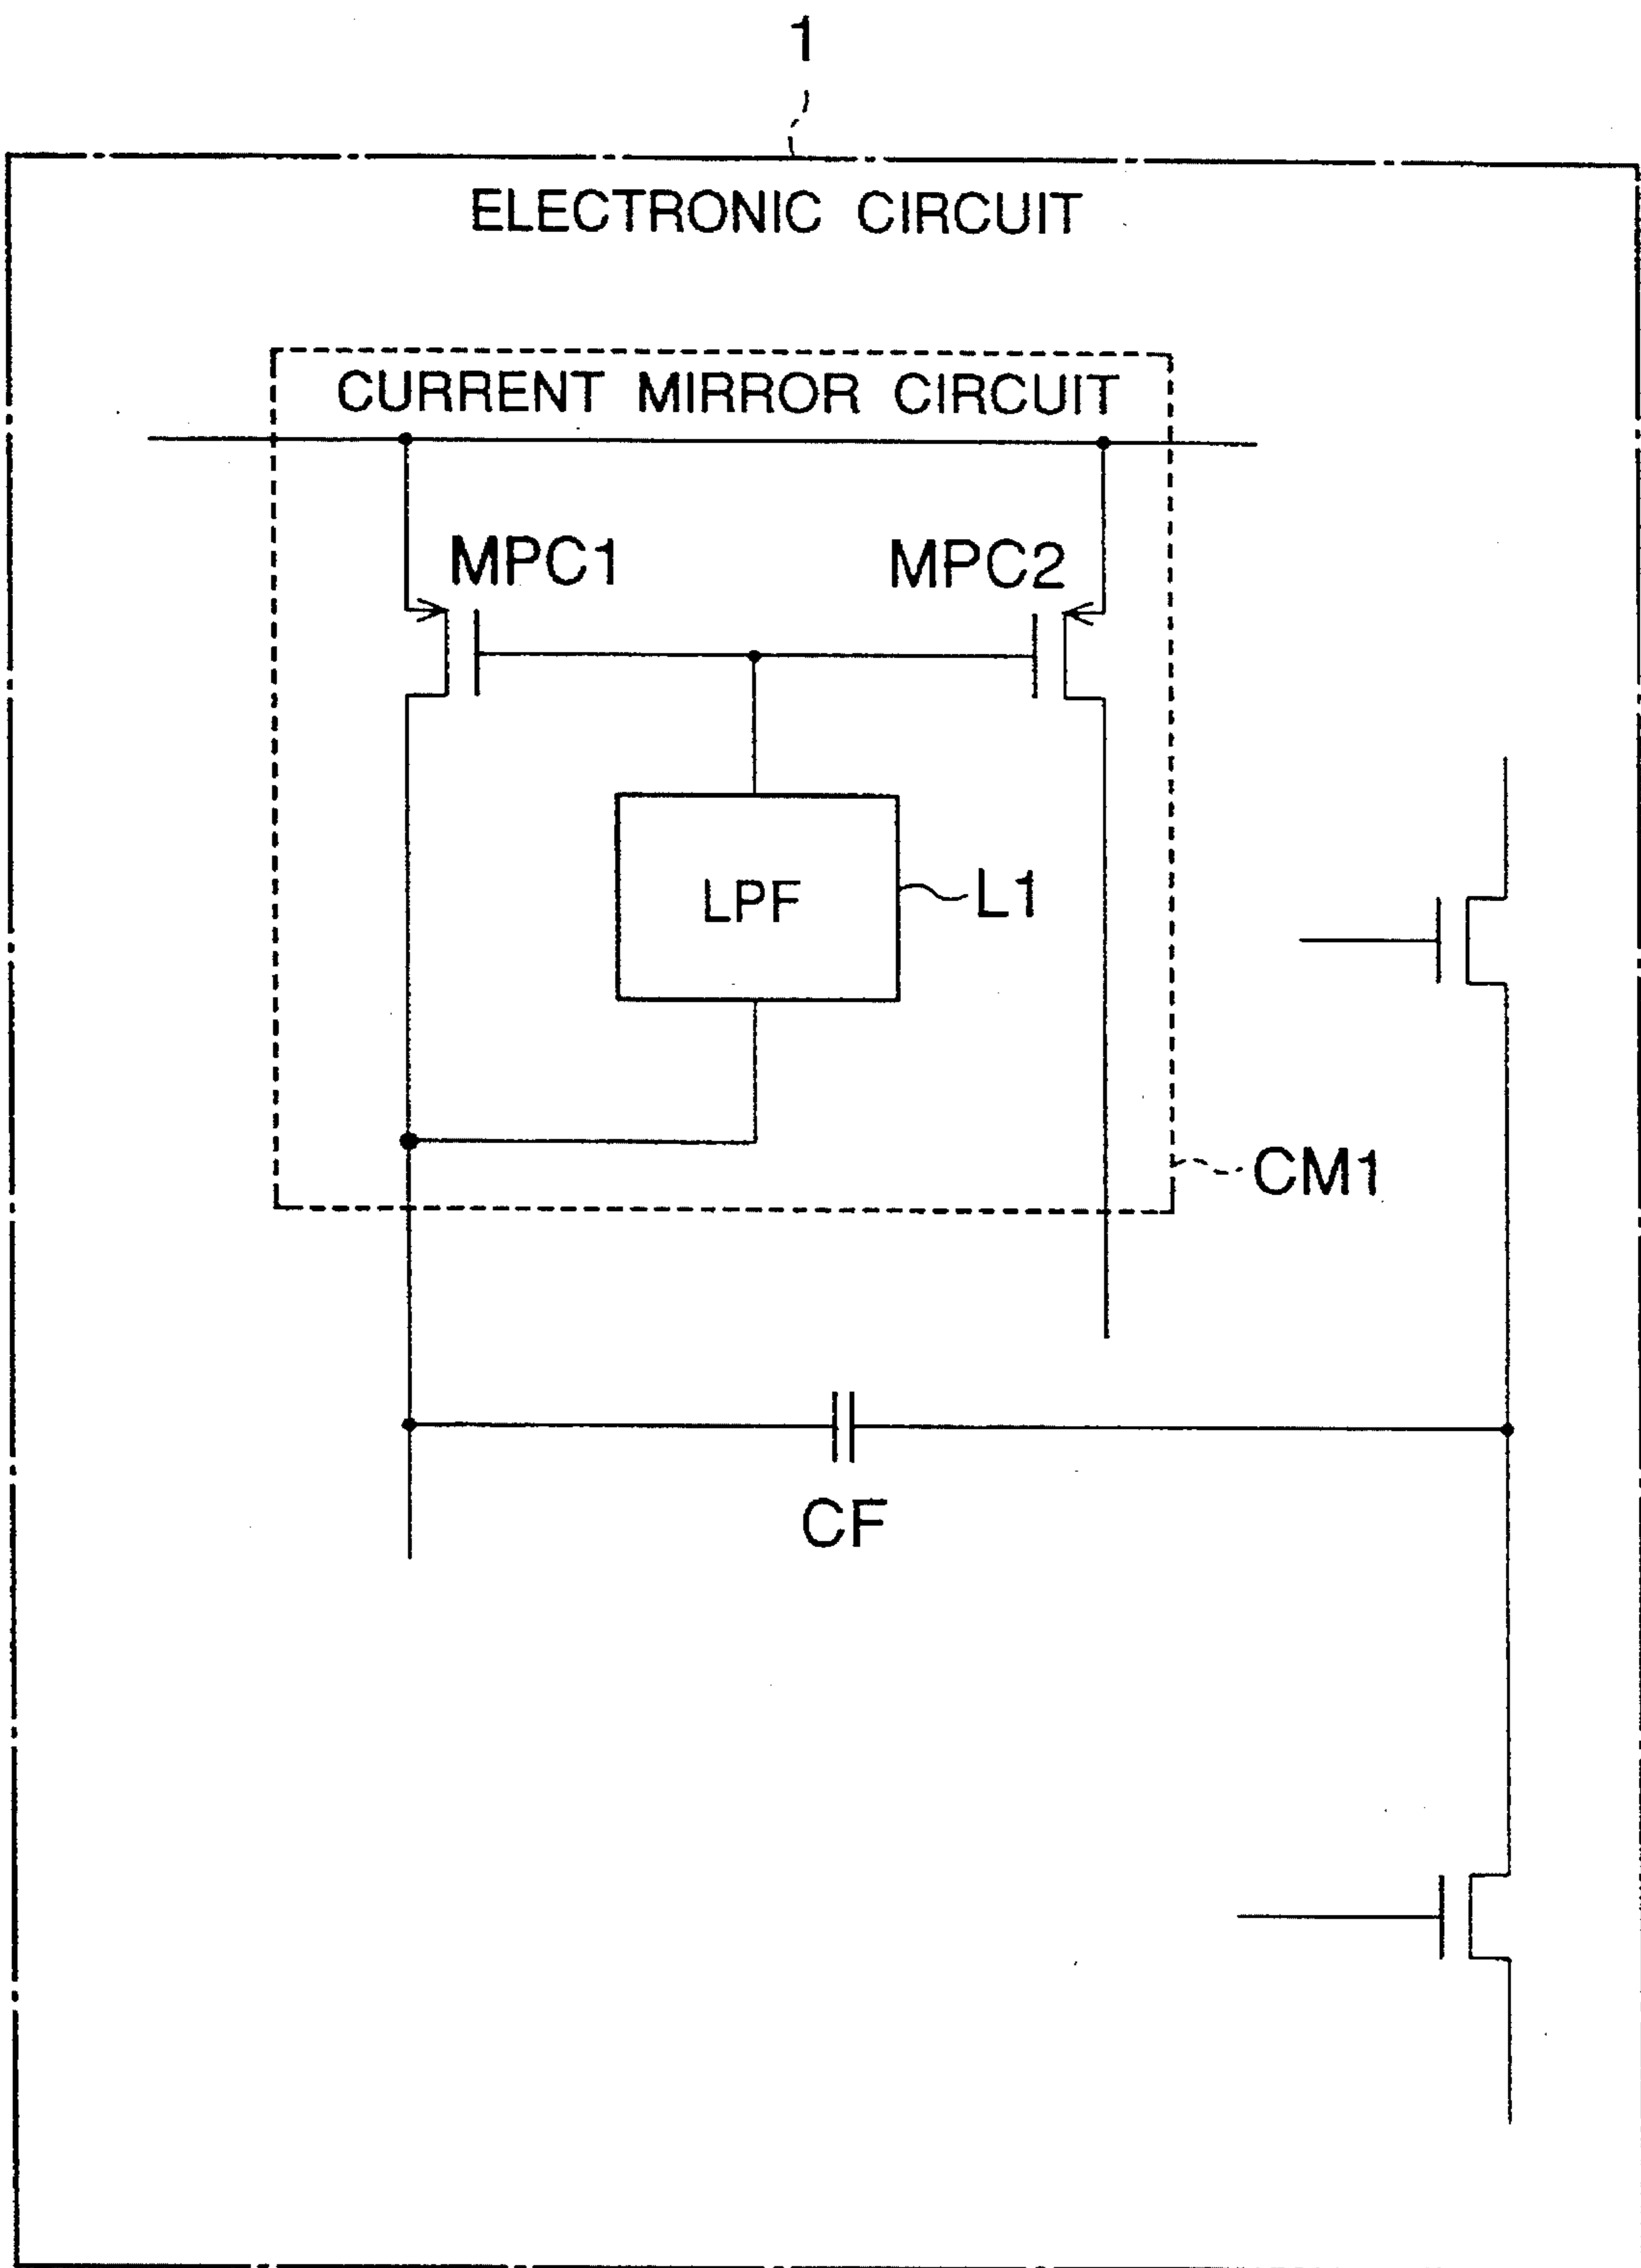 1
ELECTRONIC CIRCUIT
CURRENT MIRROR CIRCUIT
MPC1
MPC2
LPF
L1
CM1
CF